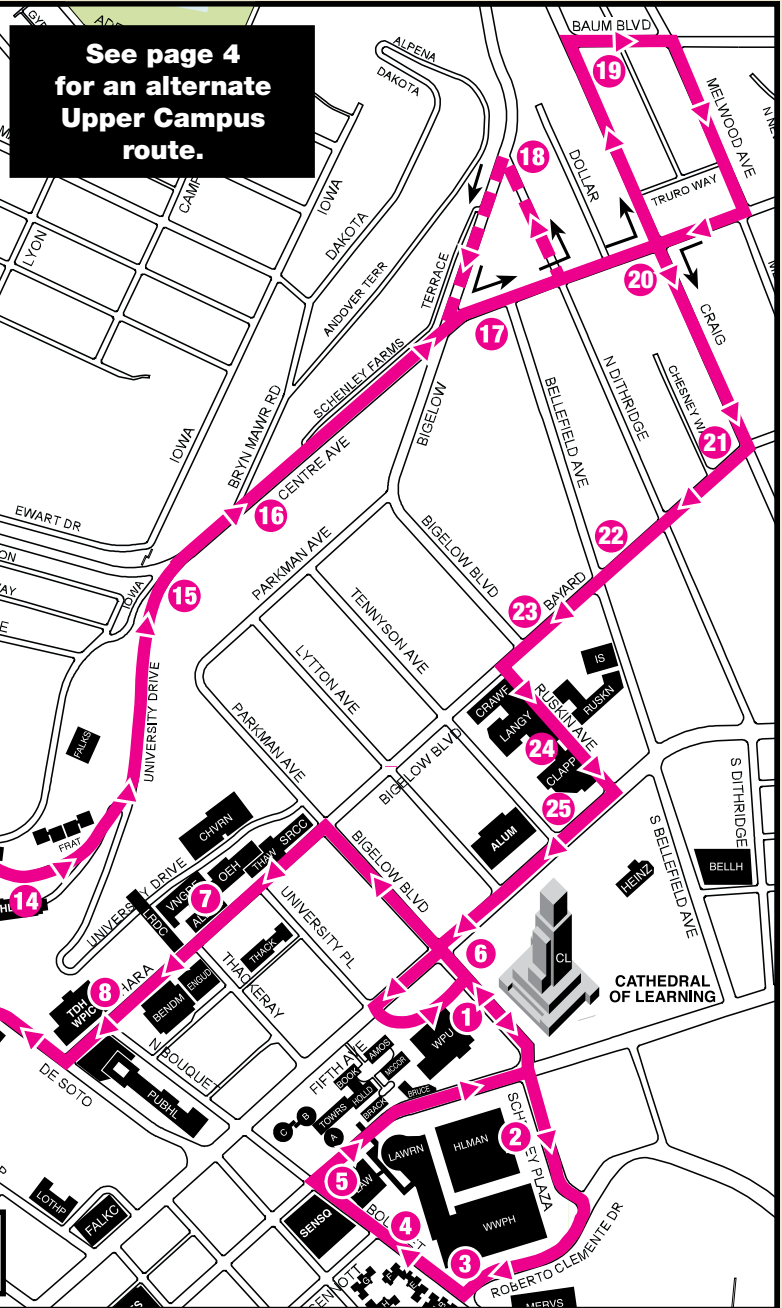 See page 4
for an alternate
Upper Campus
route.
ALPENA
DAKOTA
BAUM BLVD
19
MELWOOD AVE
18
DOLLAR
TRURO WAY
IOWA
LYON
DAKOTA
ANDOVER TERR
TERRACE
20
CRAIG
17
SCHENLEY FARMS
N DITHRIDGE
CHESNEY W
BELLEFIELD AVE
BIGELOW
BRYN MAWR RD
IOWA
CENTRE AVE
21
16
EWART DR
22
PARKMAN AVE
BIGELOW BLVD
15
IOWA
TENNYSON AVE
BAYARD
23
LYTTON AVE
IS
UNIVERSITY DRIVE
RUSKN
CRAWF
RUSKIN AVE
LANGY
PARKMAN AVE
FALKS
24
BIGELOW BLVD
CLAPP
S DITHRIDGE
25
CHVRN
SRCC
BIGELOW BLVD
ALUM
S BELLEFIELD AVE
FRAT
THAW
OEH
BELLH
HEINZ
UNIVERSITY DRIVE
VNGRF
7
14
LRDC
UNIVERSITY PL
THACK
6
CL
CATHEDRAL
OF LEARNING
THACKERAY
HARA
ENGUD
8
TDH
WPIC
BENDM
1
WPU
N BOUQUET
AMOS
FIFTH AVE
BOOK
MCCOR
DE SOTO
PUBHL
HOLLD
BRUCE
BRACK
TOWRS
B
C
A
2
HLMAN
LAWRN
5
LOTHP
FALKC
SENSQ
4
WWPH
3
ROBERTO CLEMENTE DR
MERVS